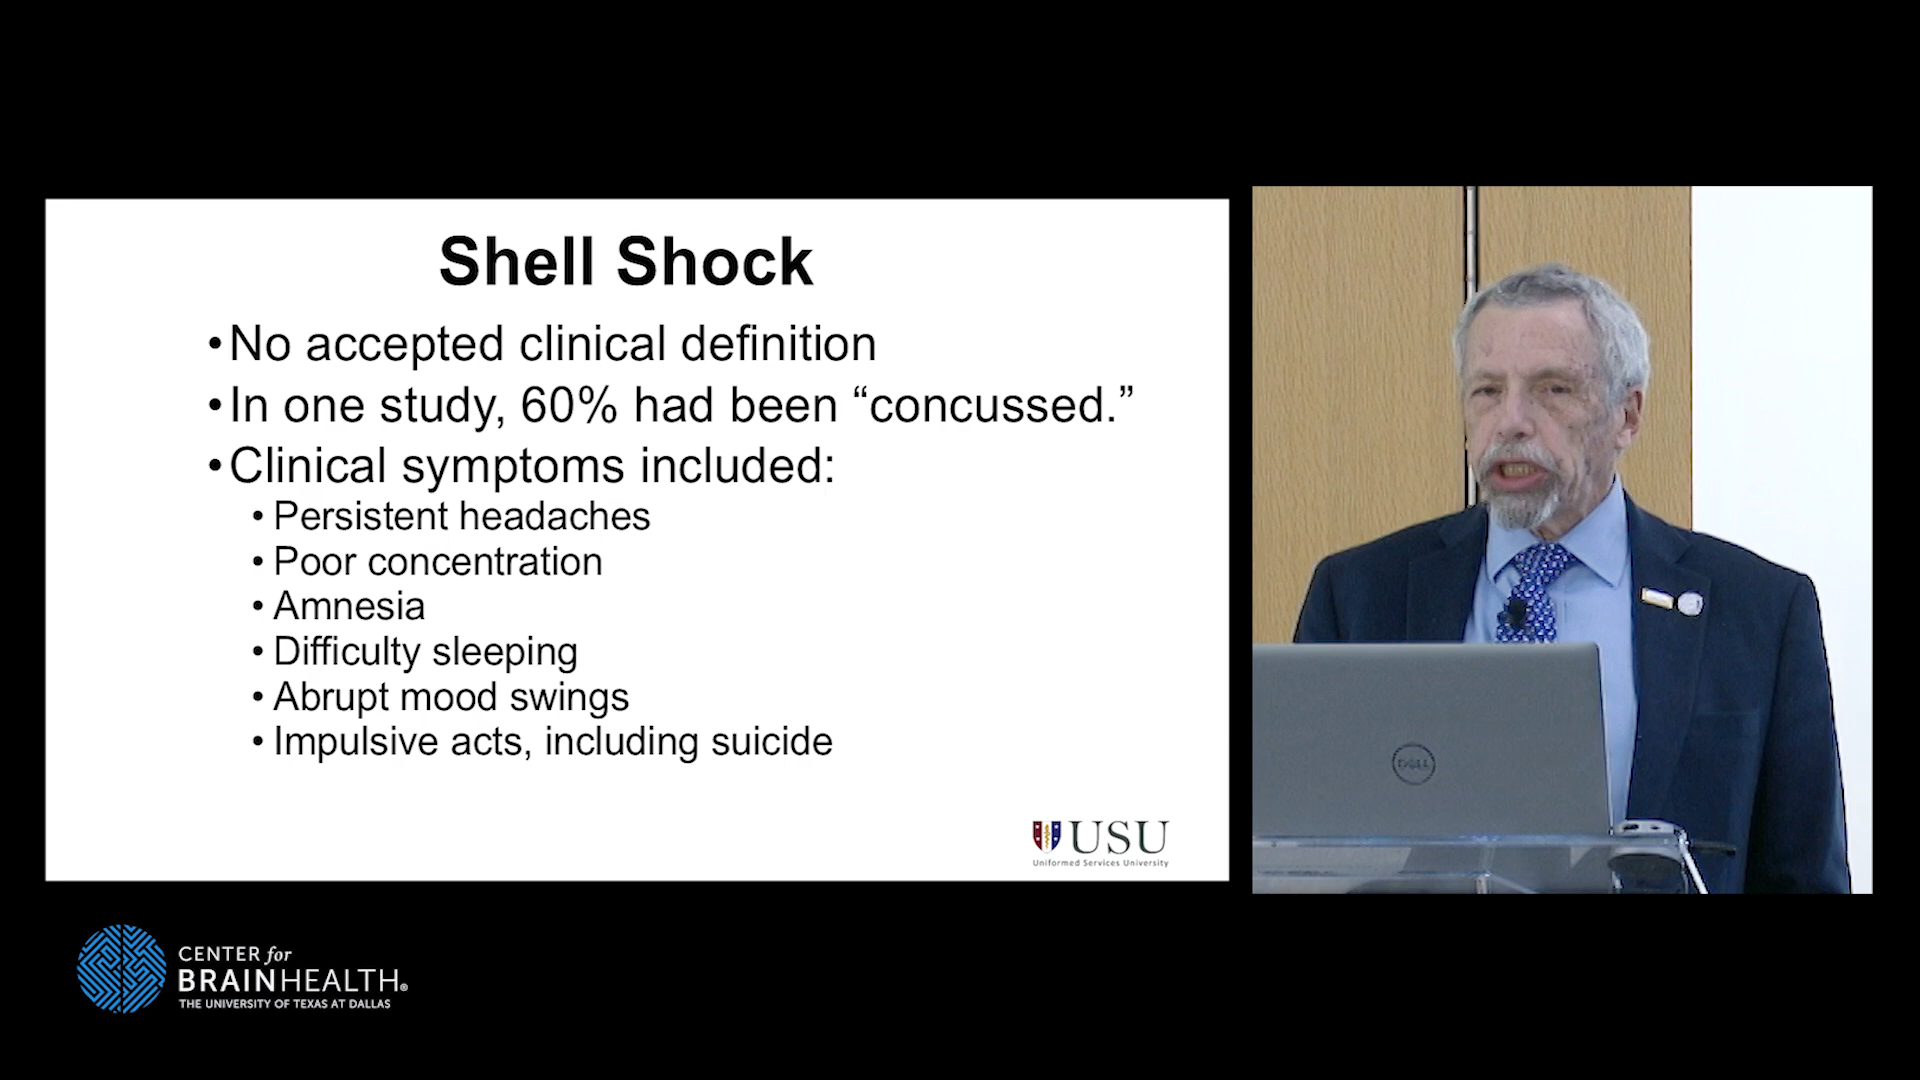 Shell Shock
•No accepted clinical definition
•In one study, 60% had been “concussed.”
•Clinical symptoms included:
•Persistent headaches
•Poor concentration
•Amnesia
•Difficulty sleeping
•Abrupt mood swings
•Impulsive acts, including suicide
USU
Uniformed Services University
DELL
CENTER for
BRAINHEALTH®
THE UNIVERSITY OF TEXAS AT DALLAS